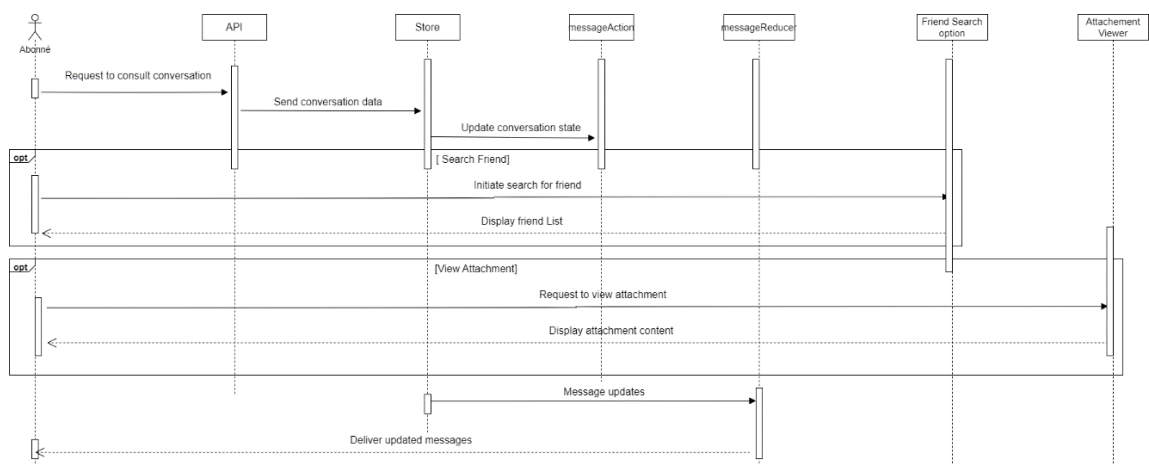 Abonné
API
Store
messageAction
messageReducer
Friend Search
option
Attachement
Viewer
Request to consult conversation
Send conversation data
Update conversation state
opt
[ Search Friend]
Initiate search for friend
Display friend List
opt
[View Attachment]
Request to view attachment
Display attachment content
Message updates
Deliver updated messages